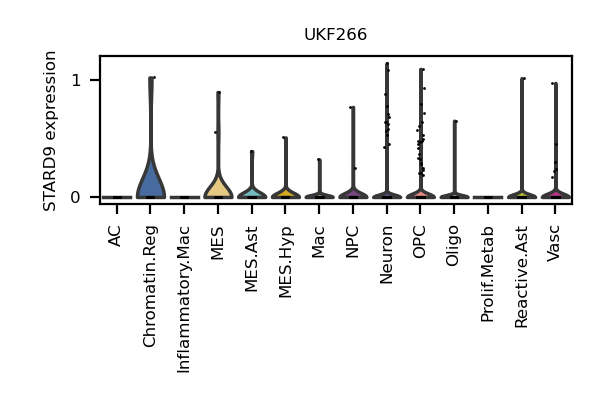 UKF266
STARD9 expression
1
0
AC
Chromatin.Reg
Inflammatory.Mac
MES
MES.Ast
MES.Hyp
Mac
NPC
Neuron
OPC
Oligo
Prolif.Metab
Reactive.Ast
Vasc